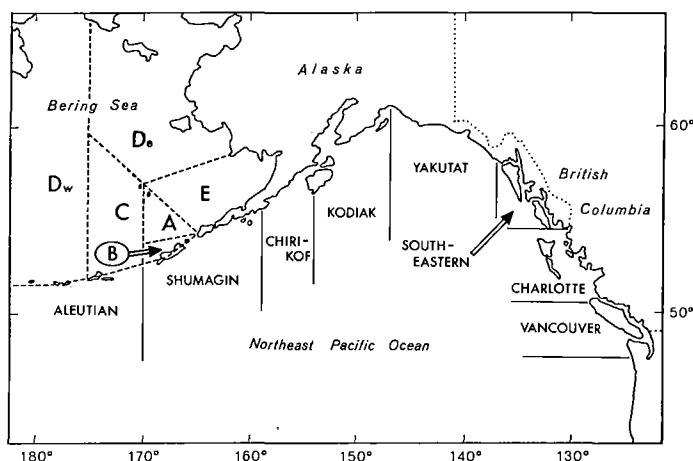 Alaska
Bering Sea
De
60°
YAKUTAT
British
Dw
E
Columbia
C
KODIAK
A
CHIRI-
KOF
SOUTH-
EASTERN
B
SHUMAGIN
CHARLOTTE
ALEUTIAN
50°
VANCOUVER
Northeast Pacific Ocean
180°
170°
160°
150°
140°
130°